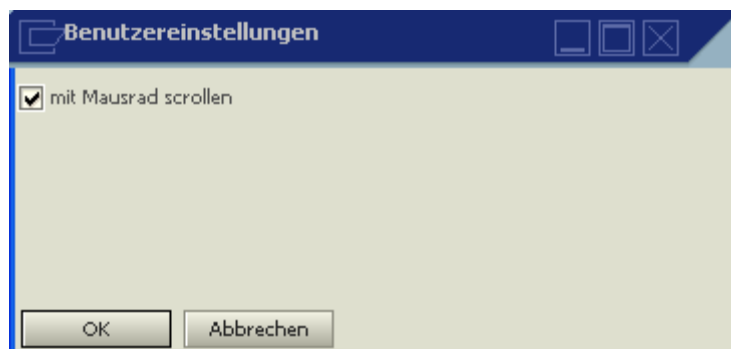 Benutzereinstellungen
mit Mausrad scrollen
OK Abbrechen